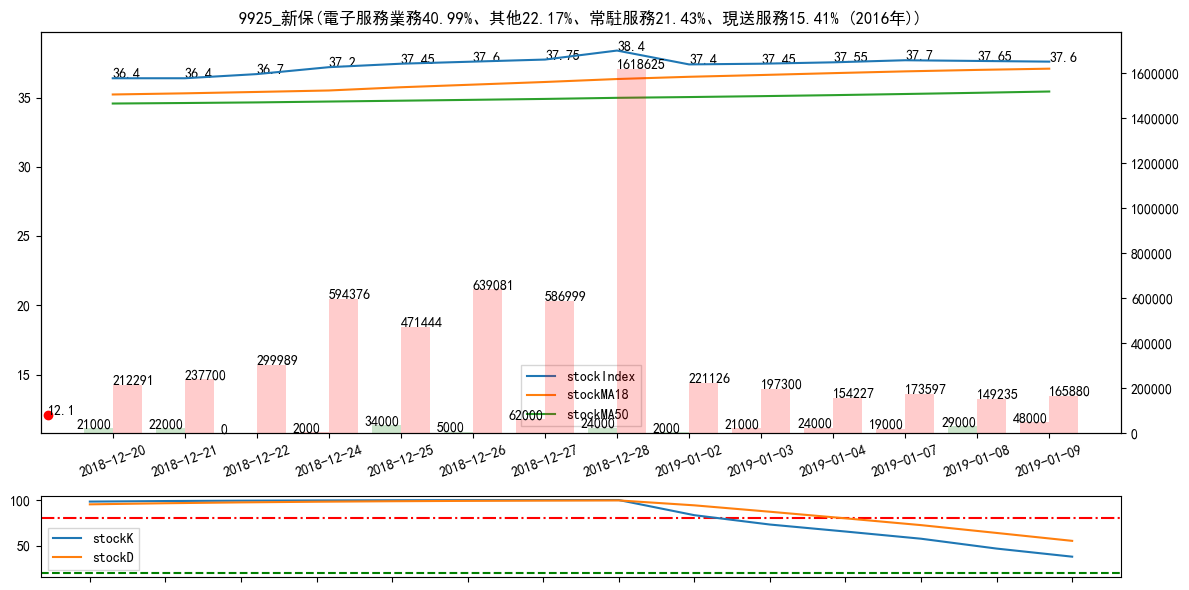 9925_新保(電子服務業務40.99%、其他22.17%、常駐服務21.43%、現送服務15.41% (2016年))
36.4 36.4 36.7 37.2 37.45 37.6 37.75 38.4 37.4 37.45 37.55 37.7 37.65 37.6
35
30
25
20
15
1600000
1400000
1200000
1000000
800000
600000
400000
200000
0
212291 237700 299989 594376 471444 639081 586999 1618625 221126 197300 154227 173597 149235 165880
12.1
21000 22000 0 2000 34000 5000 62000 24000 2000 21000 24000 19000 29000 48000
stockIndex
stockMA18
stockMA50
2018-12-20 2018-12-21 2018-12-22 2018-12-24 2018-12-25 2018-12-26 2018-12-27 2018-12-28 2019-01-02 2019-01-03 2019-01-04 2019-01-07 2019-01-08 2019-01-09
100
50
stockK
stockD